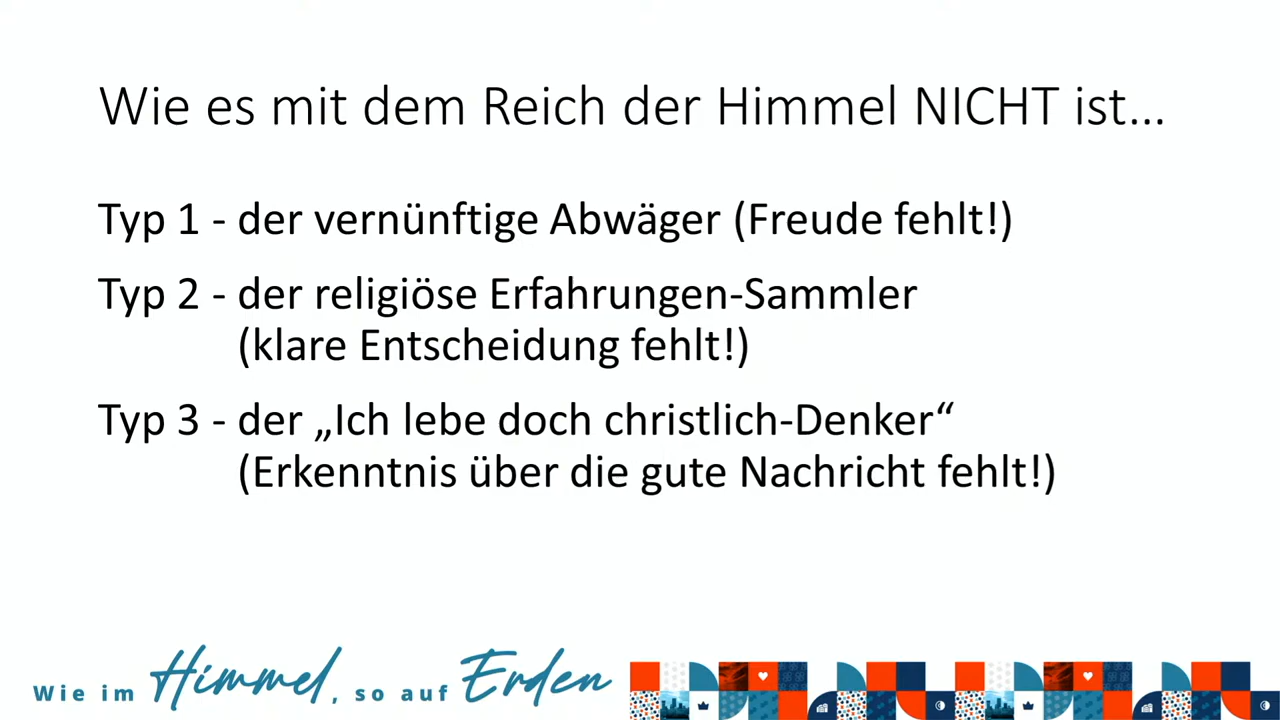 Wie es mit dem Reich der Himmel NICHT ist...
Typ 1 - der vernünftige Abwäger (Freude fehlt!)
Typ 2 - der religiöse Erfahrungen-Sammler
(klare Entscheidung fehlt!)
Typ 3 - der „Ich lebe doch christlich-Denker“
(Erkenntnis über die gute Nachricht fehlt!)
Wie im Himmel, so auf Erden